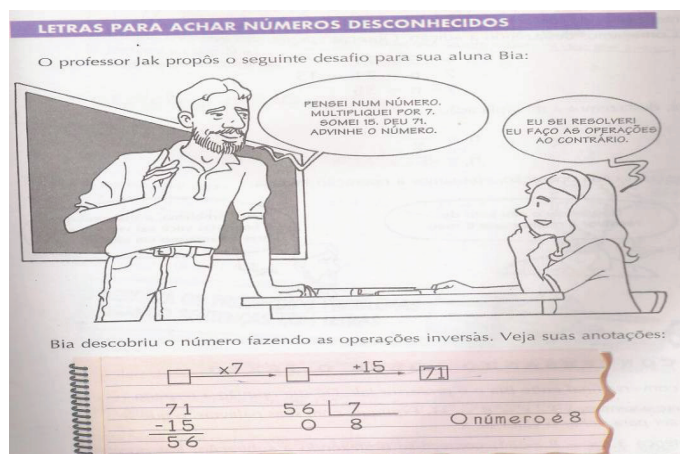 LETRAS PARA ACHAR NÚMEROS DESCONHECIDOS
O professor Jak propôs o seguinte desafio para sua aluna Bia:
PENSEI NUM NÚMERO.
MULTIPLIQUEI POR 7.
SOMEI 15. DEU 71.
ADVINHE O NÚMERO.
EU SEI RESOLVER!
EU FAÇO AS OPERAÇÕES
AO CONTRÁRIO.
Bia descobriu o número fazendo as operações inversas. Veja suas anotações:
x7 +15 71
71 56 7
-15 0 8 O número é 8
56